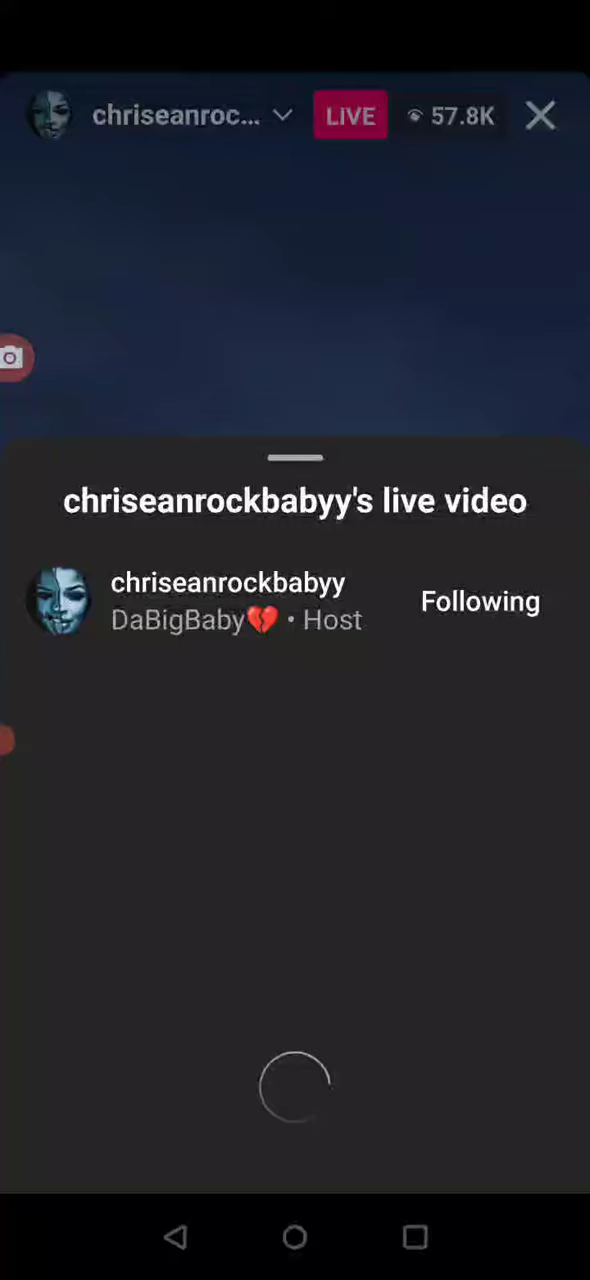 chriseanroc... LIVE 57.8K
chriseanrockbabyy's live video
chriseanrockbabyy
Following
DaBigBaby💔 • Host